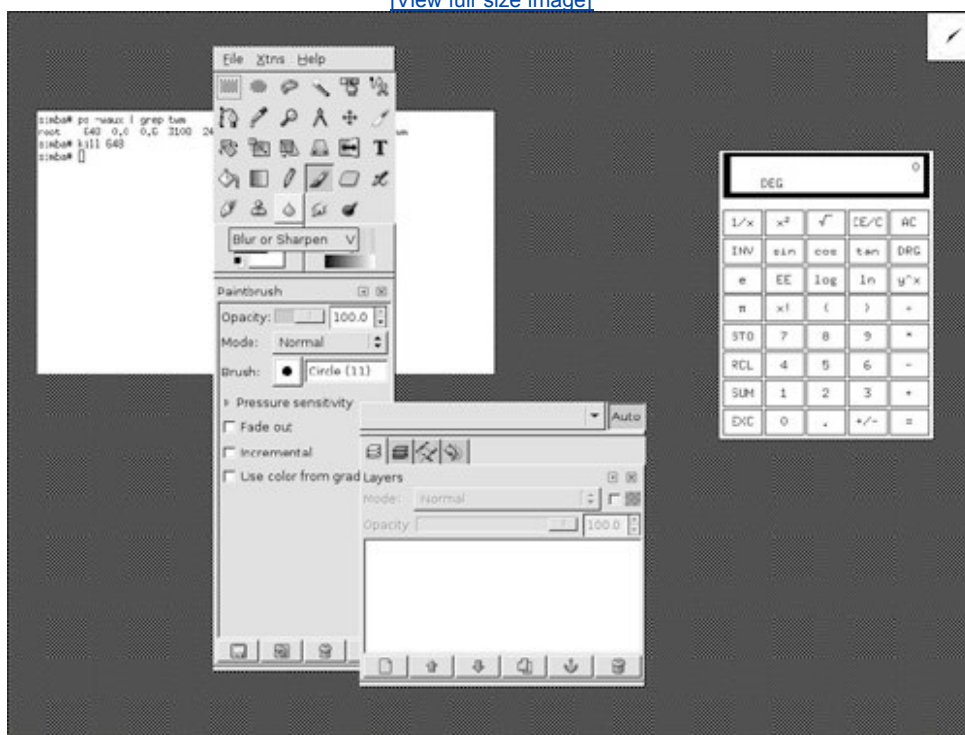 [View full size image]
File Xtns Help
simba# ps -waux | grep twm
root 648 0,0 0,6 3100
simba# kill 648
simba# []
T
Blur or Sharpen V
Paintbrush
Opacity: 100.0
Mode: Normal
Brush: Circle (11)
Pressure sensitivity
Fade out
Incremental
Use color from grad
Auto
Layers
Mode: Normal
Opacity 100.0
0
DEG
1/x x² √ CE/C AC
INV sin cos tan DRG
e EE log ln y^x
π x! ( ) ÷
STO 7 8 9 *
RCL 4 5 6 -
SUM 1 2 3 +
EXC 0 . +/- =